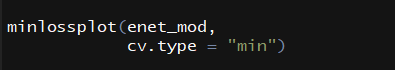 minlossplot(enet_mod,
            cv.type = "min")